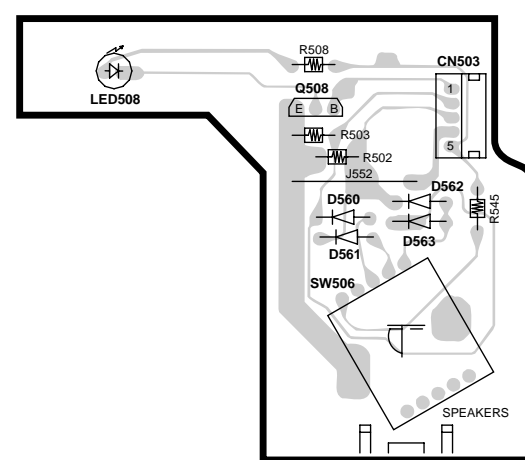 R508
CN503
LED508
Q508
1
E B
R503
5
R502
J552
D562
D560
R545
D561
D563
SW506
SPEAKERS